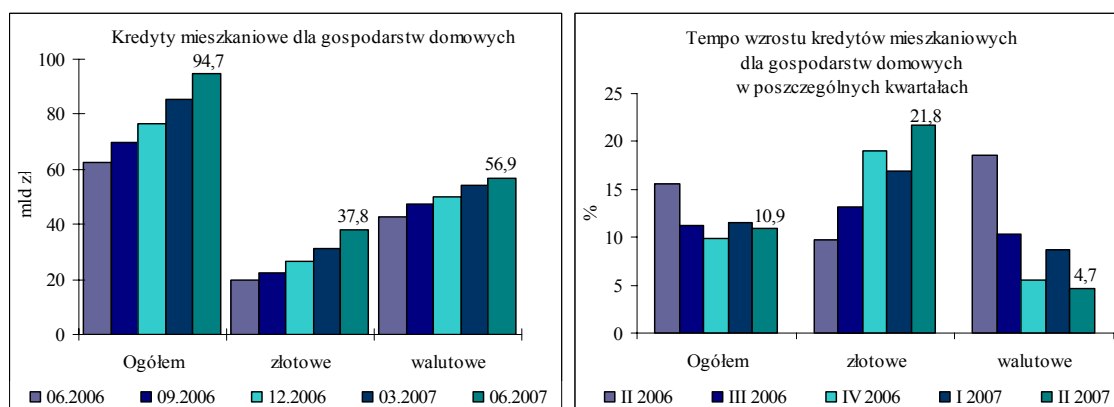 Kredyty mieszkaniowe dla gospodarstw domowych
mld zł
100
80
60
40
20
0
94,7
37,8
56,9
Ogółem złotowe walutowe
06.2006 09.2006 12.2006 03.2007 06.2007
Tempo wzrostu kredytów mieszkaniowych
dla gospodarstw domowych
w poszczególnych kwartałach
%
25
20
15
10
5
0
10,9
21,8
4,7
Ogółem złotowe walutowe
II 2006 III 2006 IV 2006 I 2007 II 2007